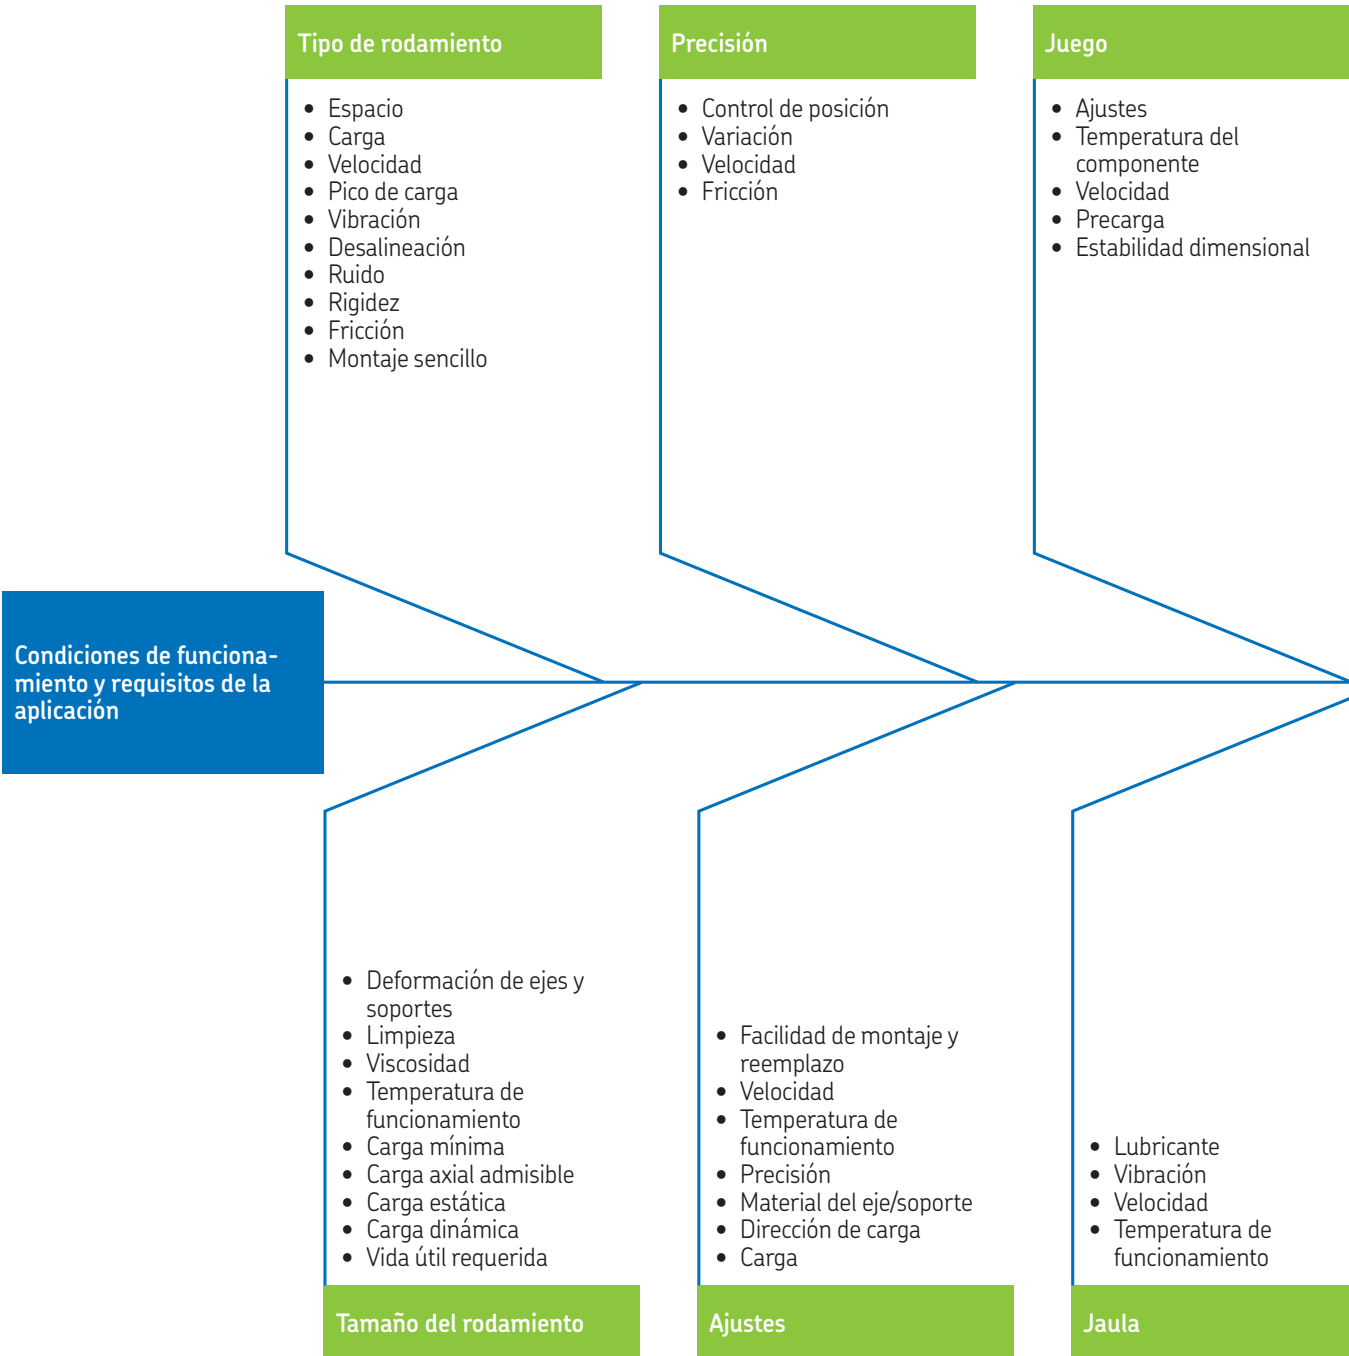 Tipo de rodamiento
• Espacio
• Carga
• Velocidad
• Pico de carga
• Vibración
• Desalineación
• Ruido
• Rigidez
• Fricción
• Montaje sencillo
Precisión
• Control de posición
• Variación
• Velocidad
• Fricción
Juego
• Ajustes
• Temperatura del
componente
• Velocidad
• Precarga
• Estabilidad dimensional
Condiciones de funciona-
miento y requisitos de la
aplicación
• Deformación de ejes y
soportes
• Limpieza
• Viscosidad
• Temperatura de
funcionamiento
• Carga mínima
• Carga axial admisible
• Carga estática
• Carga dinámica
• Vida útil requerida
Tamaño del rodamiento
• Facilidad de montaje y
reemplazo
• Velocidad
• Temperatura de
funcionamiento
• Precisión
• Material del eje/soporte
• Dirección de carga
• Carga
Ajustes
• Lubricante
• Vibración
• Velocidad
• Temperatura de
funcionamiento
Jaula